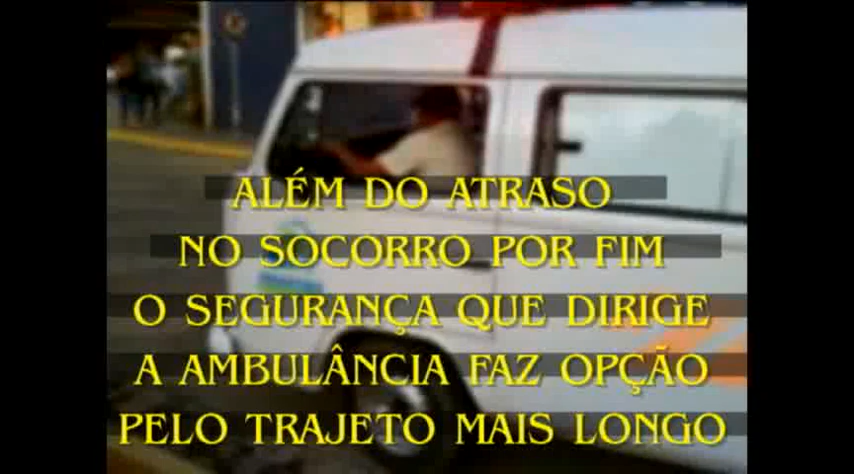 ALÉM DO ATRASO
NO SOCORRO POR FIM
O SEGURANÇA QUE DIRIGE
A AMBULÂNCIA FAZ OPÇÃO
PELO TRAJETO MAIS LONGO